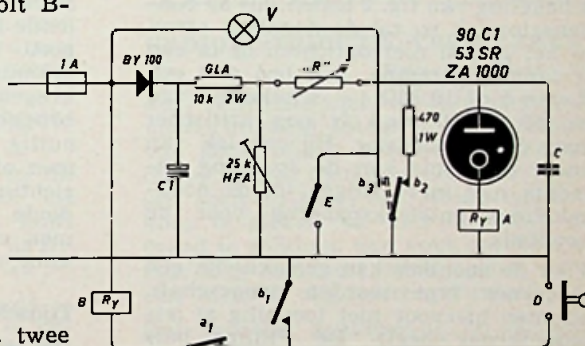 olt B-
V
90 C1
53 SR
ZA 1000
1 A
BY 100
GLA
10 k 2W
"R"
J
470
1W
C
25 k
HFA
C1
E
b3
b2
Ry A
B Ry
b1
D
a1
n twee